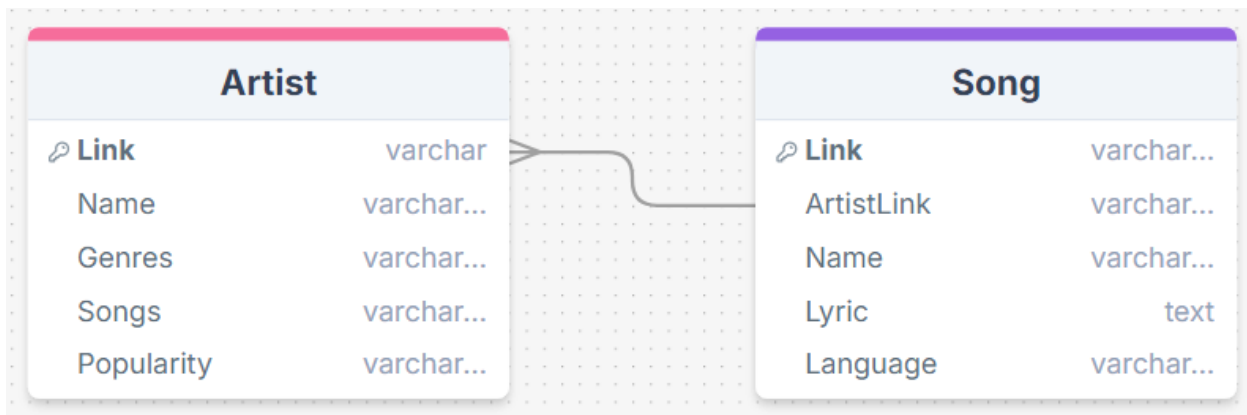 Artist
Link varchar
Name varchar...
Genres varchar...
Songs varchar...
Popularity varchar...
Song
Link varchar...
ArtistLink varchar...
Name varchar...
Lyric text
Language varchar...